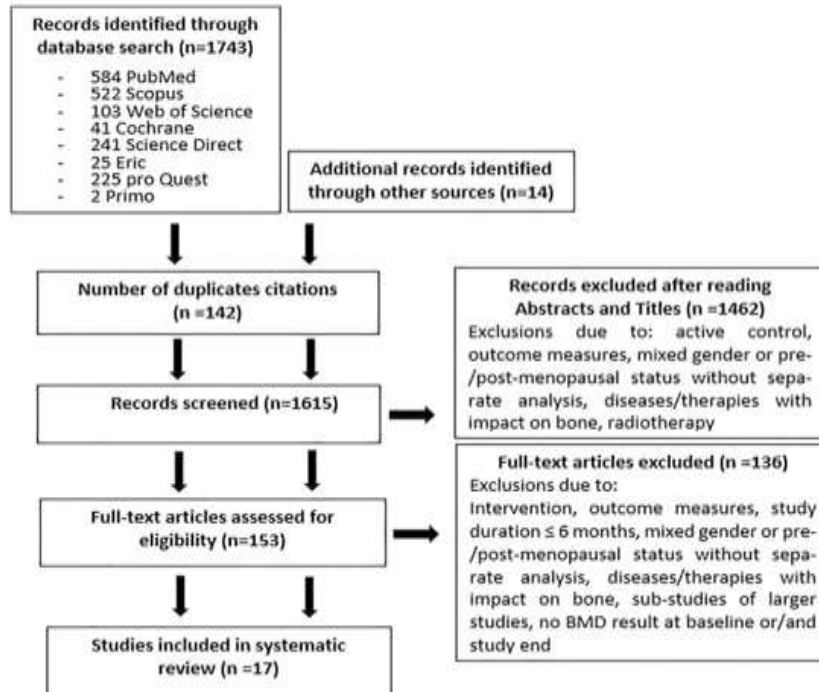 Records identified through
database search (n=1743)
- 584 PubMed
- 522 Scopus
- 103 Web of Science
- 41 Cochrane
- 241 Science Direct
- 25 Eric
- 225 pro Quest
- 2 Primo
Additional records identified
through other sources (n=14)
Number of duplicates citations
(n =142)
Records excluded after reading
Abstracts and Titles (n =1462)
Exclusions due to: active control,
outcome measures, mixed gender or pre-
/post-menopausal status without sepa-
rate analysis, diseases/therapies with
impact on bone, radiotherapy
Records screened (n=1615)
Full-text articles excluded (n =136)
Exclusions due to:
Intervention, outcome measures, study
duration ≤ 6 months, mixed gender or pre-
/post-menopausal status without sepa-
rate analysis, diseases/therapies with
impact on bone, sub-studies of larger
studies, no BMD result at baseline or/and
study end
Full-text articles assessed for
eligibility (n=153)
Studies included in systematic
review (n =17)